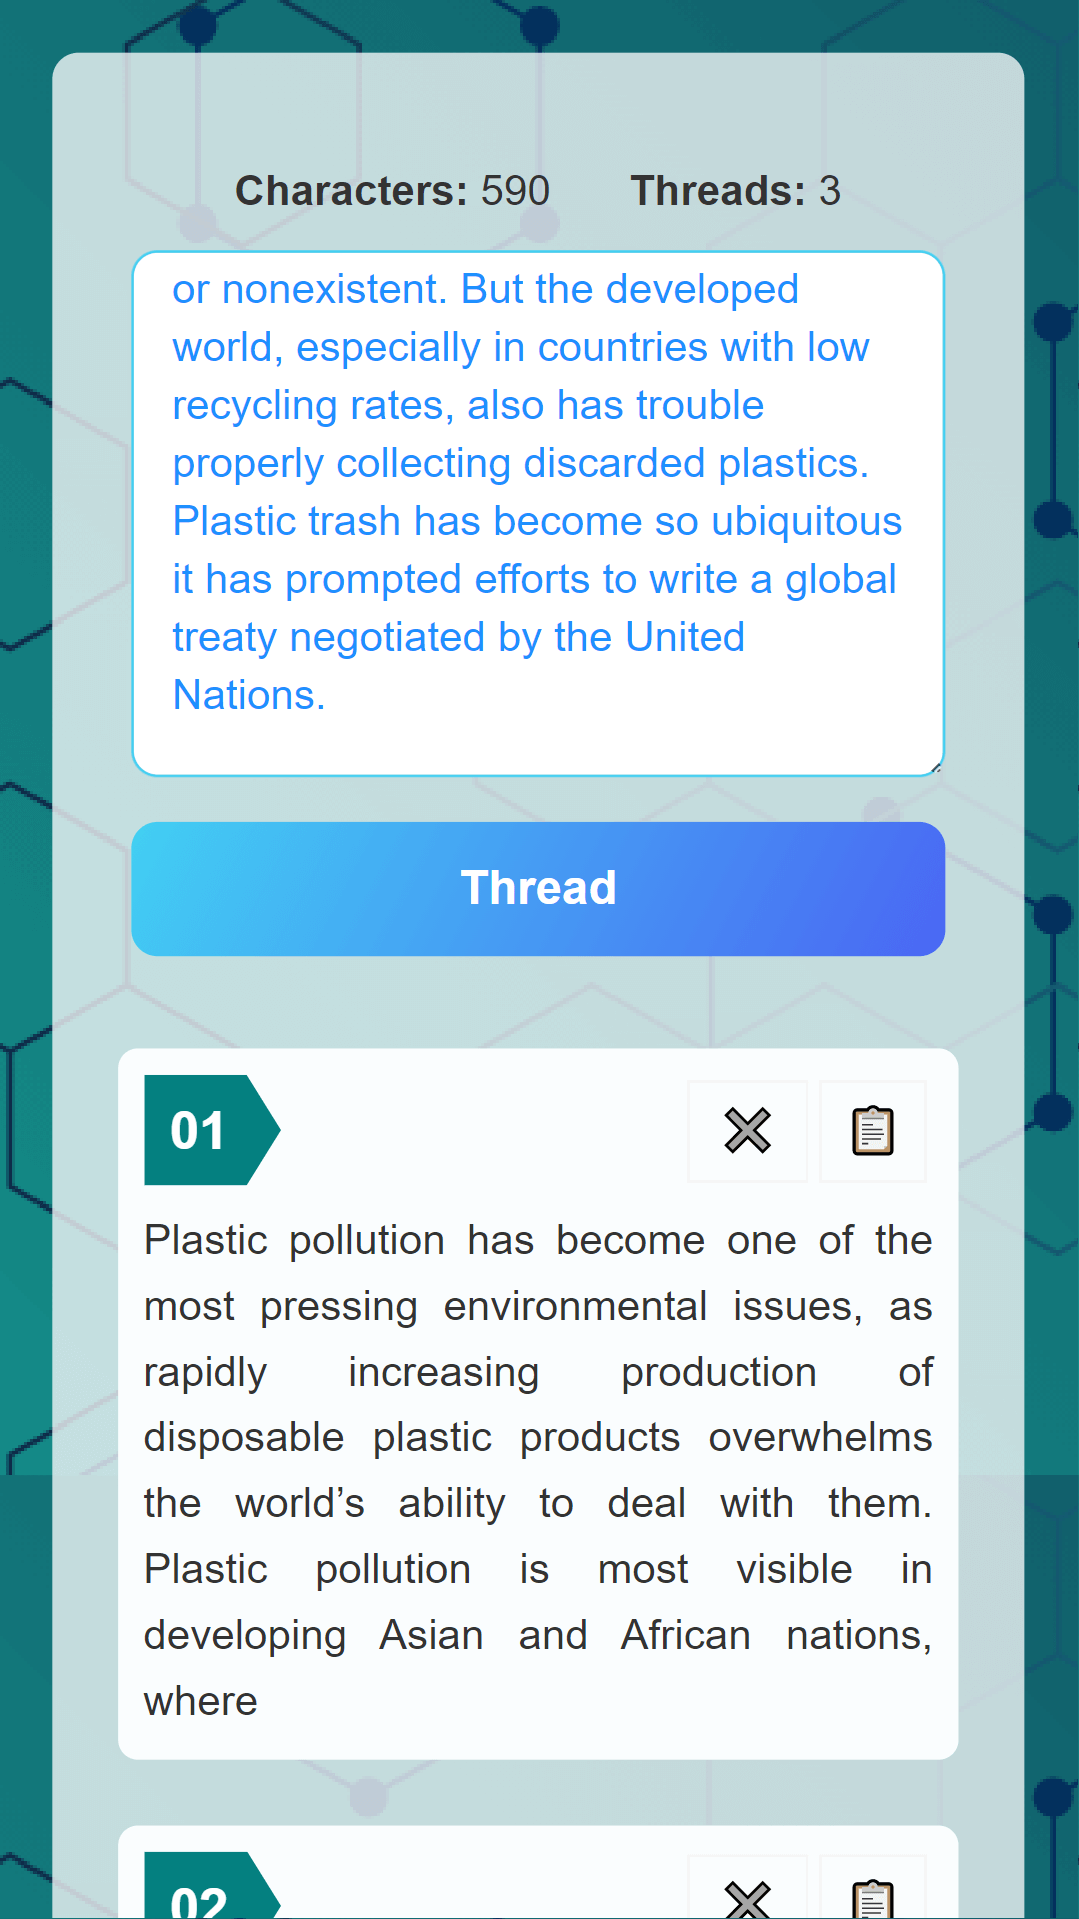 Characters: 590 Threads: 3
or nonexistent. But the developed
world, especially in countries with low
recycling rates, also has trouble
properly collecting discarded plastics.
Plastic trash has become so ubiquitous
it has prompted efforts to write a global
treaty negotiated by the United
Nations.
Thread
01
Plastic pollution has become one of the
most pressing environmental issues, as
rapidly increasing production of
disposable plastic products overwhelms
the world’s ability to deal with them.
Plastic pollution is most visible in
developing Asian and African nations,
where
02